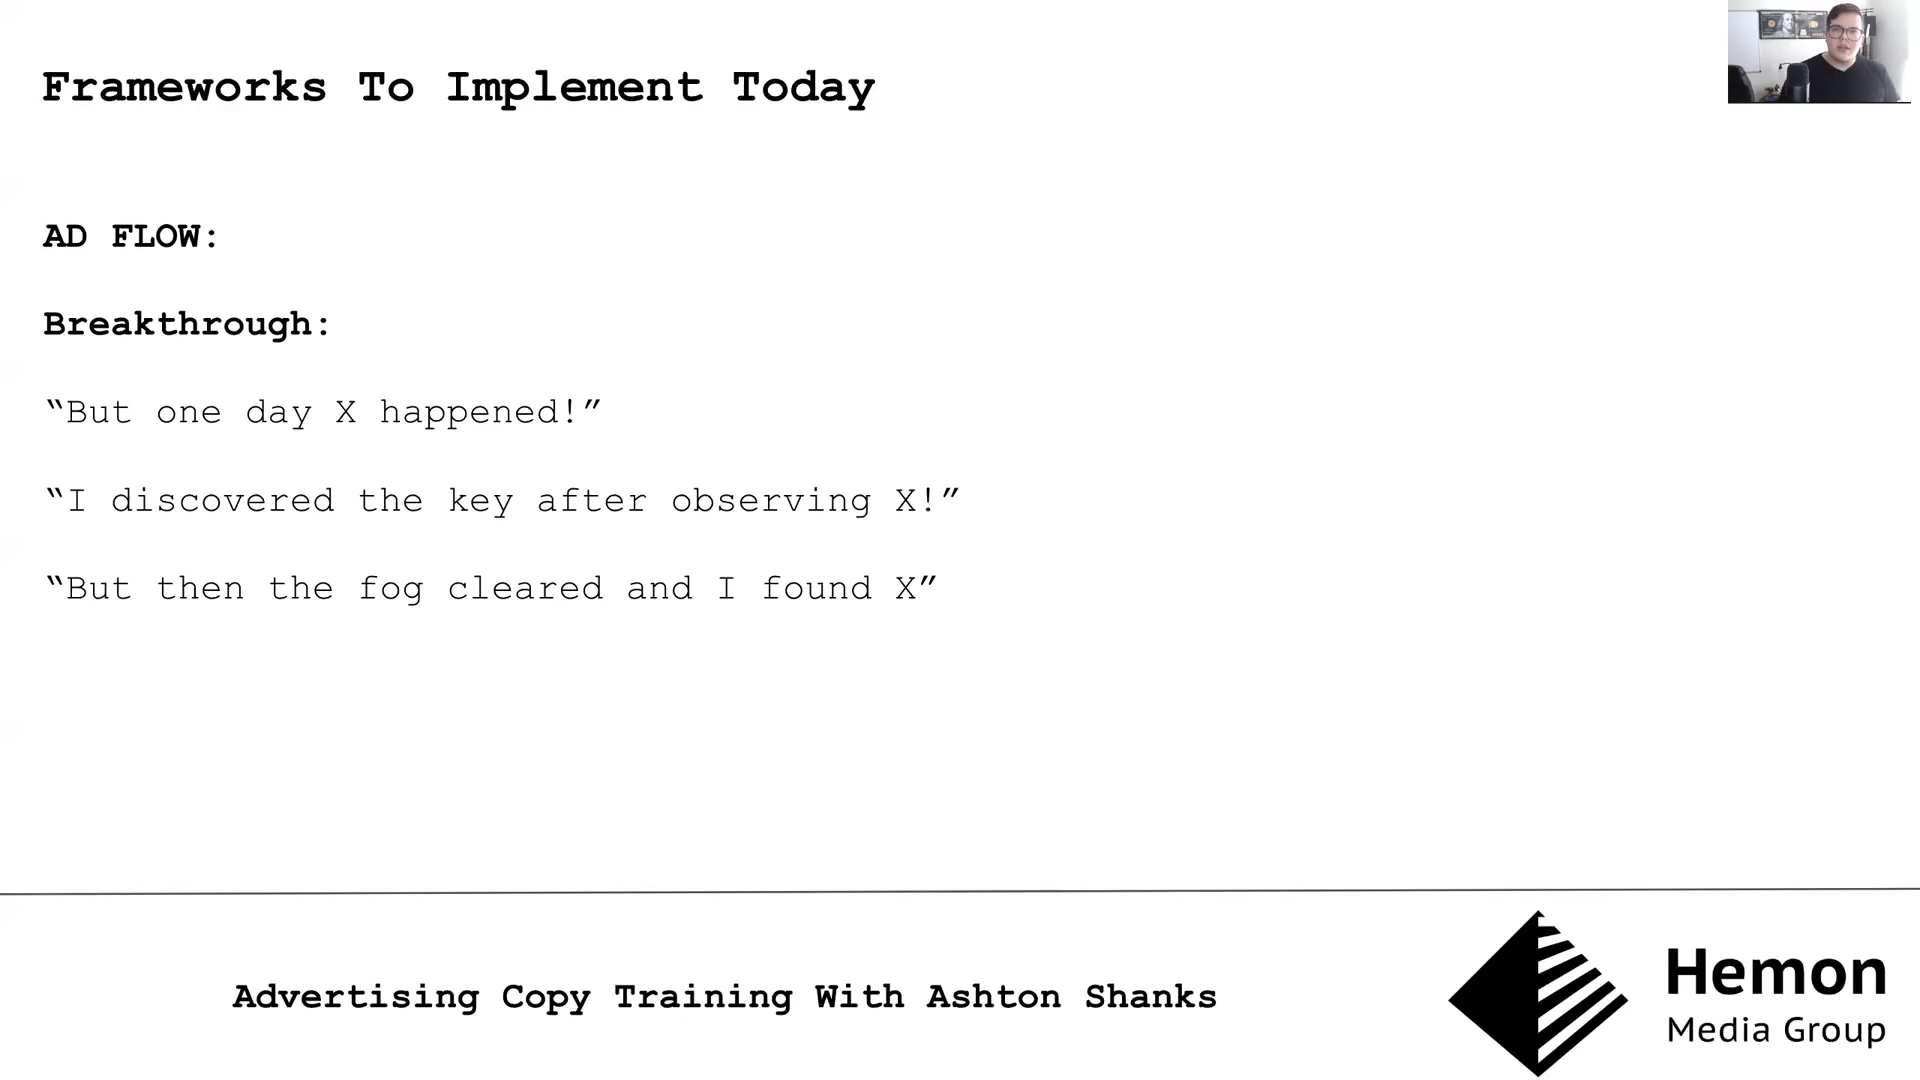 Frameworks To Implement Today
AD FLOW:
Breakthrough:
“But one day X happened!”
“I discovered the key after observing X!”
“But then the fog cleared and I found X”
Advertising Copy Training With Ashton Shanks
Hemon
Media Group